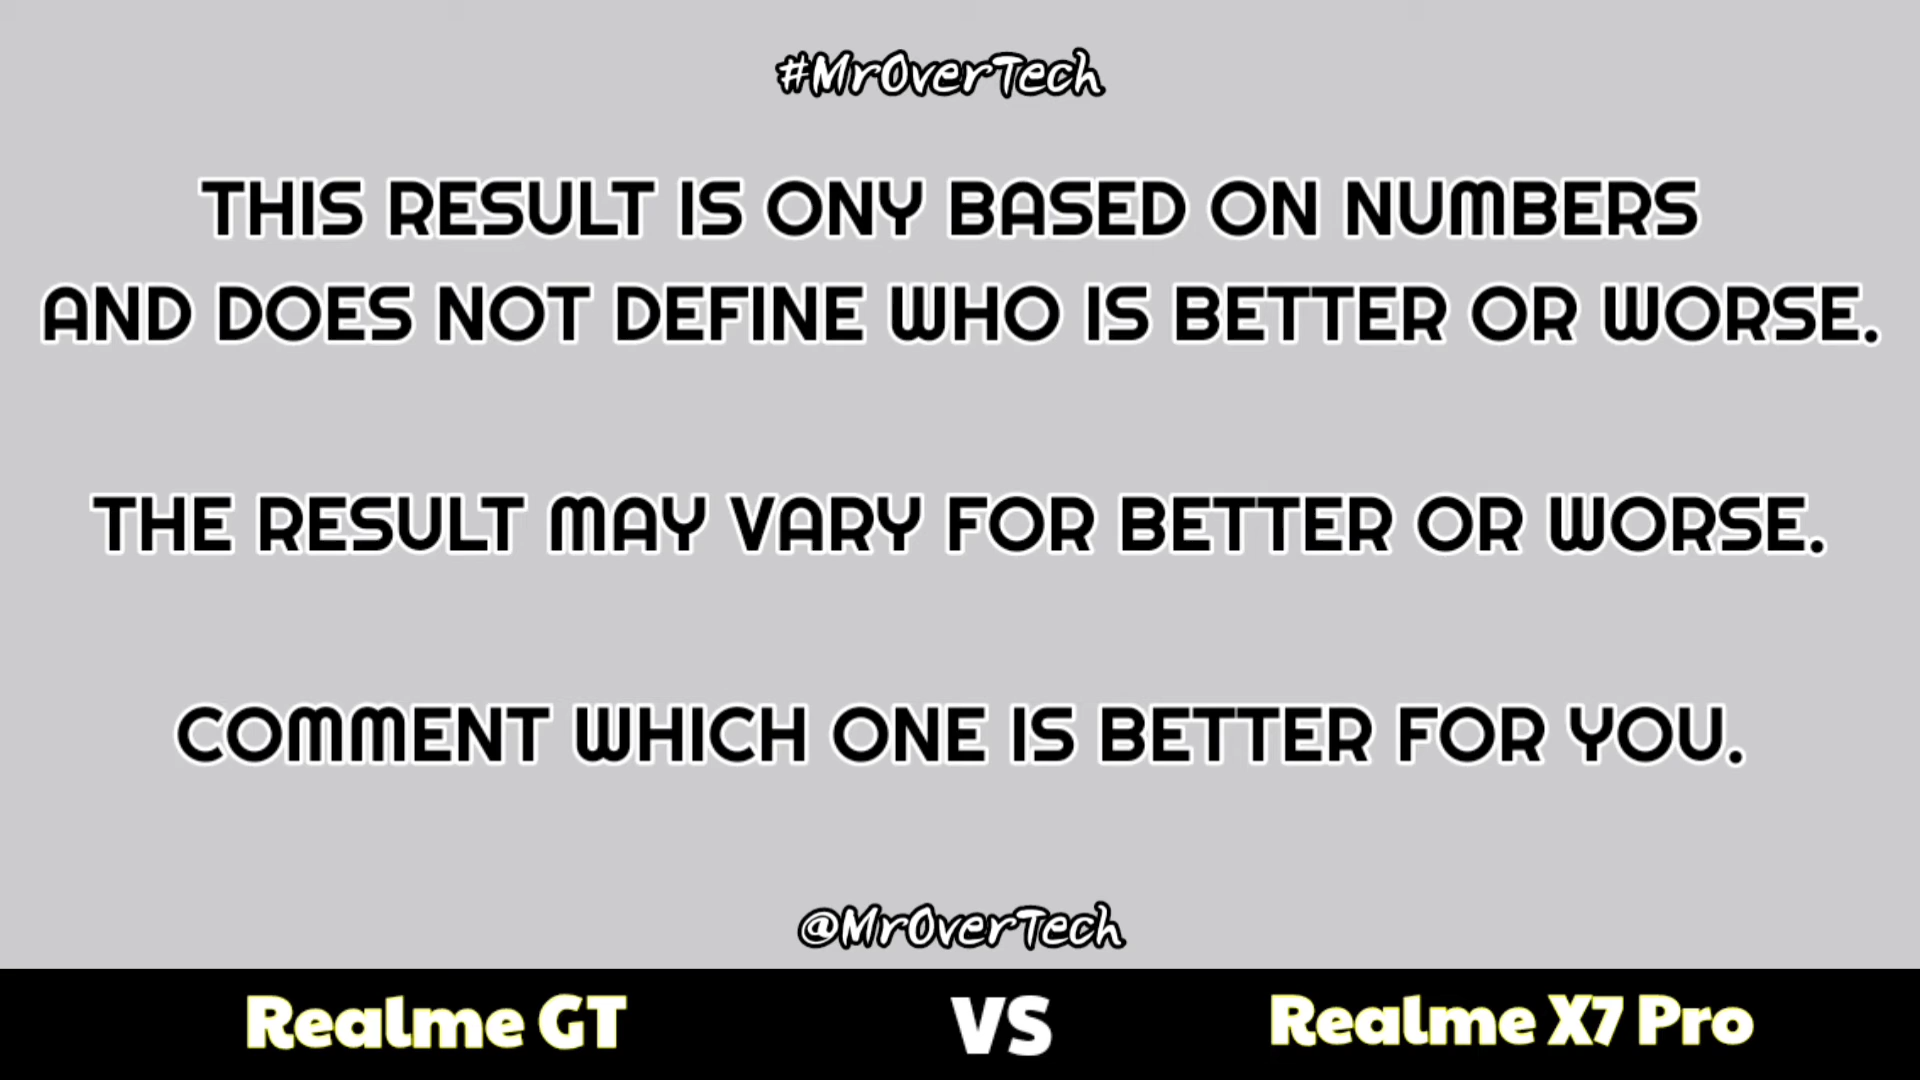 #MrOverTech
THIS RESULT IS ONY BASED ON NUMBERS
AND DOES NOT DEFINE WHO IS BETTER OR WORSE.
THE RESULT MAY VARY FOR BETTER OR WORSE.
COMMENT WHICH ONE IS BETTER FOR YOU.
@MrOverTech
Realme GT VS Realme X7 Pro